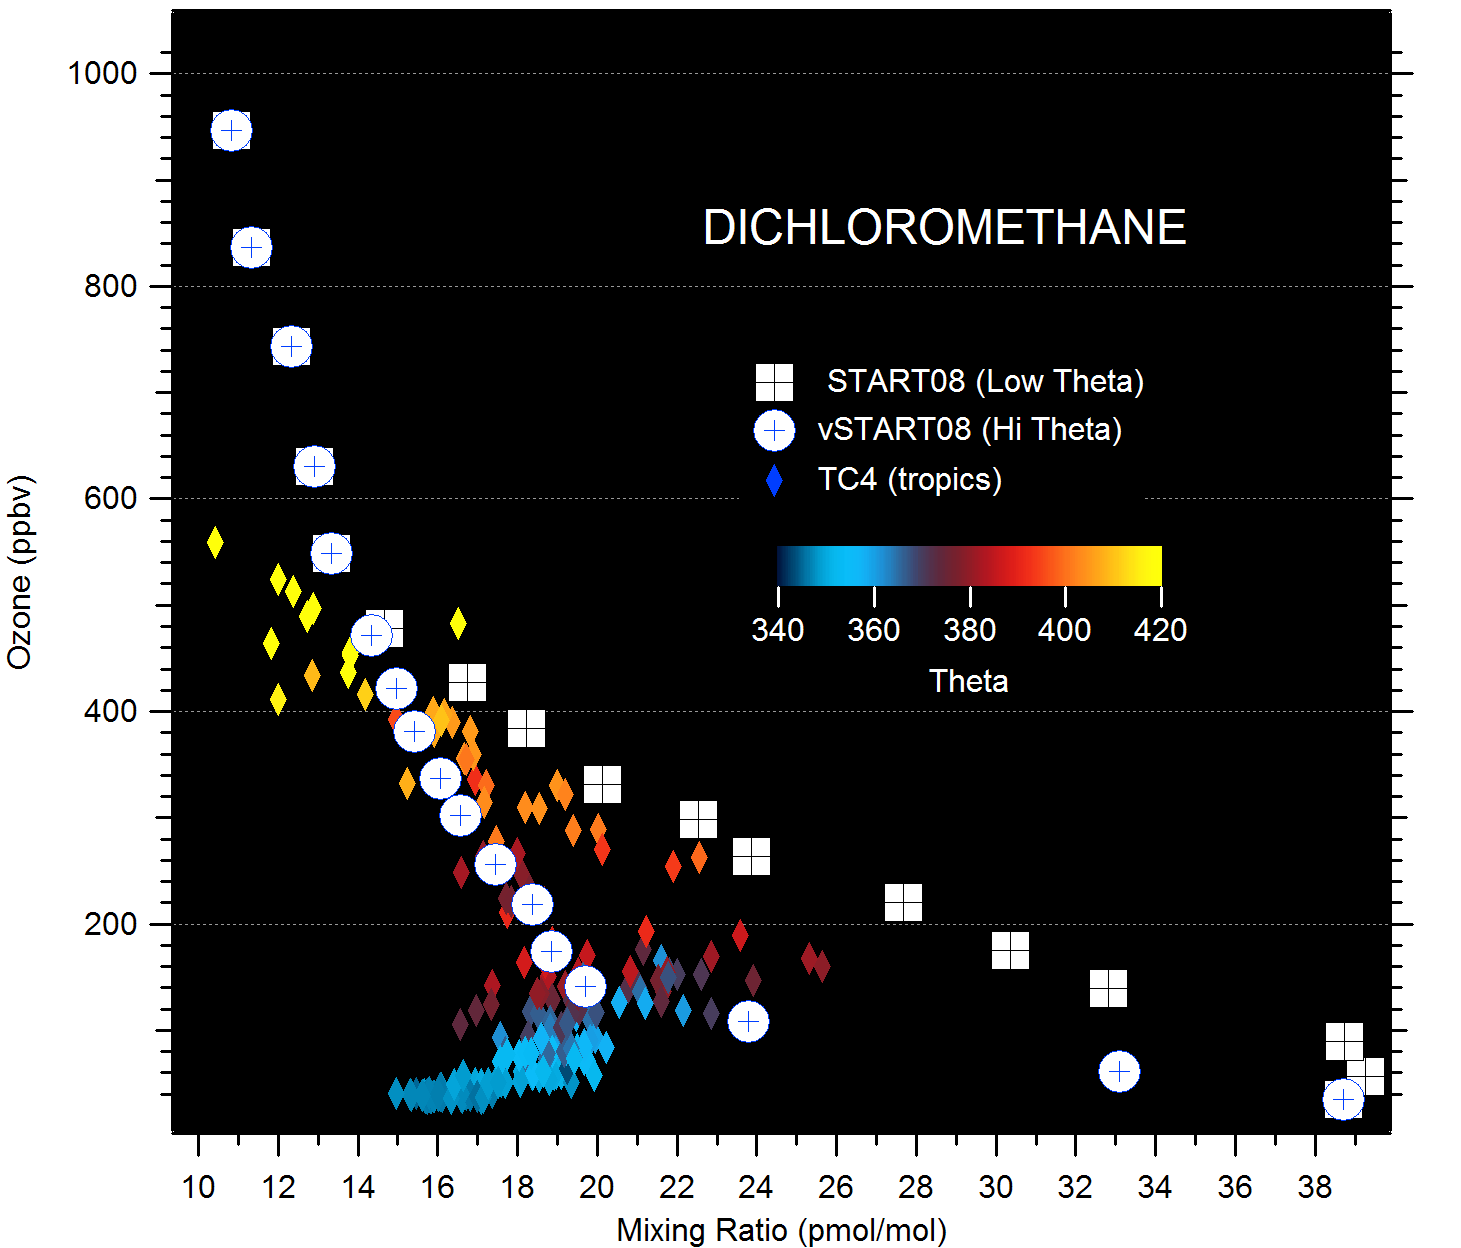 1000
800
600
400
200
Ozone (ppbv)
DICHLOROMETHANE
START08 (Low Theta)
vSTART08 (Hi Theta)
TC4 (tropics)
340 360 380 400 420
Theta
10 12 14 16 18 20 22 24 26 28 30 32 34 36 38
Mixing Ratio (pmol/mol)